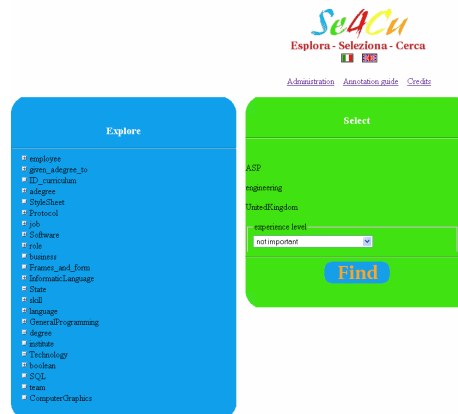 Se4Cu
Esplora - Seleziona - Cerca
Administration Annotation guide Credits
Explore
employee
given_adegree_to
ID_curriculum
adegree
StyleSheet
Protocol
job
Software
role
business
Frames_and_form
InformaticLanguage
State
skill
language
GeneralProgramming
degree
institute
Technology
boolean
SQL
team
ComputerGraphics
Select
ASP
engineering
UnitedKingdom
experience level
not important
Find